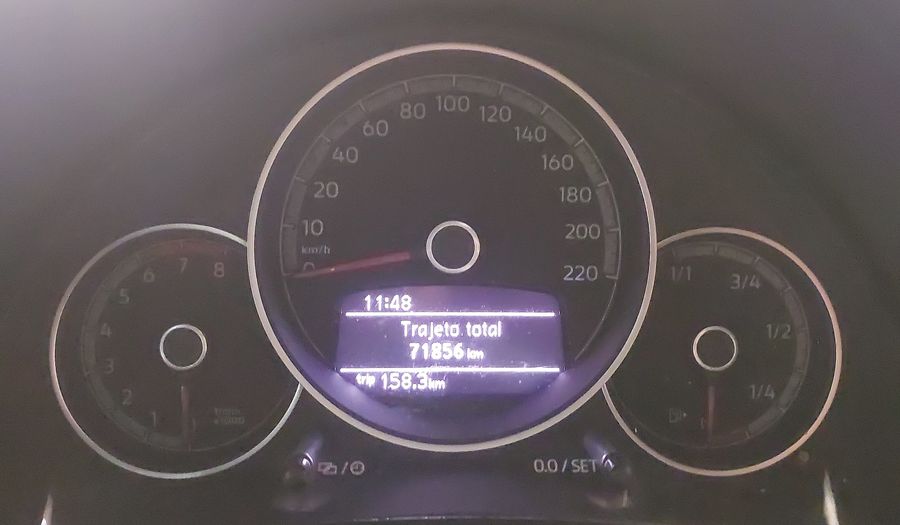 100
80 120
60 140
40 160
20 180
10 200
km/h
0 220
11:48
Trajeto total
71856 km
trip 158.3 km
1 2 3 4 5 6 7 8
1/1 3/4 1/2 1/4
0.0 / SET